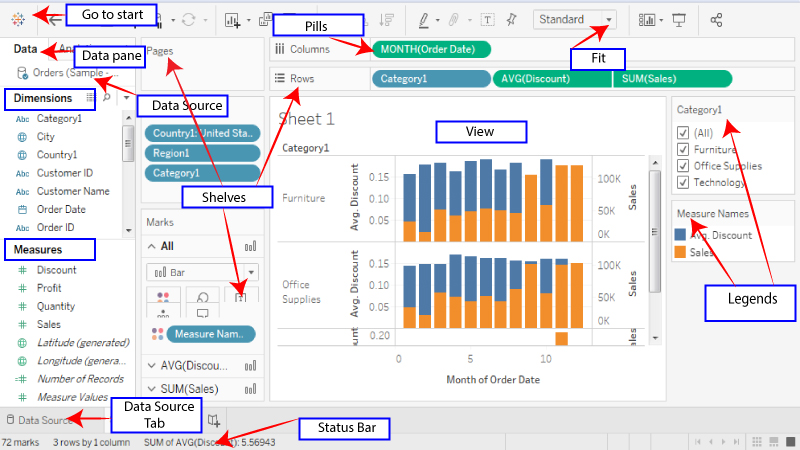 Go to start
Pills
Standard
Fit
Data
Data pane
Orders (Sample - ...
Data Source
Dimensions
Abc Category1
City
Country1
Abc Customer ID
Abc Customer Name
Order Date
Abc Order ID
Measures
Discount
Profit
Quantity
Sales
Latitude (generated)
Longitude (genera...
Number of Records
Measure Values
Pages
Country1: United Sta..
Region1
Category1
Shelves
Marks
All
Bar
Measure Nam..
AVG(Discou...
SUM(Sales)
Columns
MONTH(Order Date)
Rows
Category1
AVG(Discount)
SUM(Sales)
Sheet 1
View
Category1
Furniture
Avg. Discount
0.15
0.10
0.05
100K
50K
0K
Sales
Office
Supplies
Avg. Discount
0.15
0.10
0.05
100K
50K
0K
Sales
0.20
0
5
10
Month of Order Date
Category1
(All)
Furniture
Office Supplies
Technology
Measure Names
Avg. Discount
Sales
Legends
Data Source
Data Source
Tab
Status Bar
72 marks
3 rows by 1 column
SUM of AVG(Discount): 5.56943